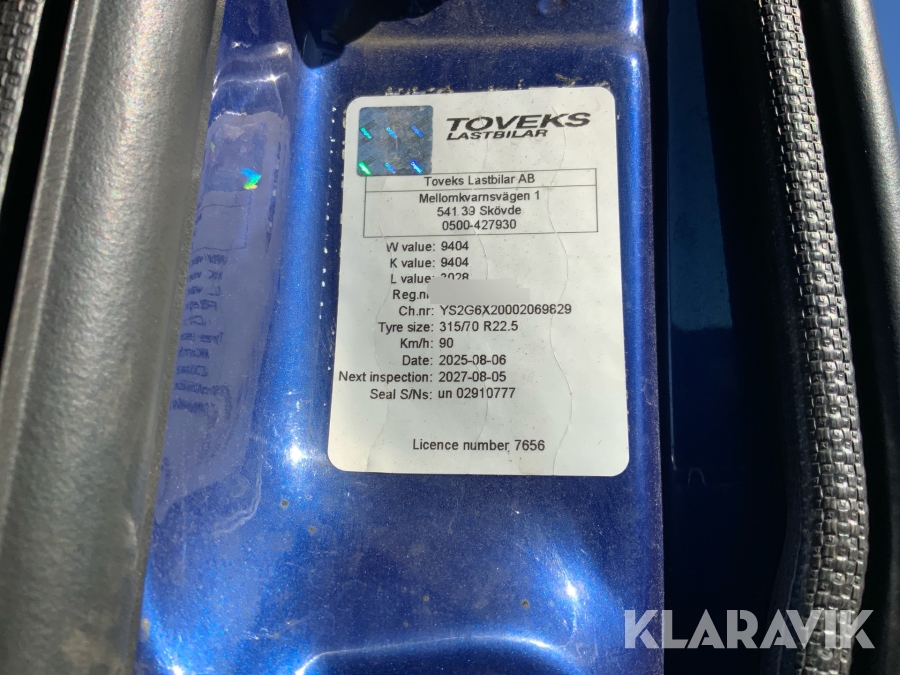 TOVEKS
LASTBILAR
Toveks Lastbilar AB
Mellomkvarnsvägen 1
541 39 Skövde
0500-427930
W value: 9404
K value: 9404
L value: 3028
Reg.nr
Ch.nr: YS2G6X20002069829
Tyre size: 315/70 R22.5
Km/h: 90
Date: 2025-08-06
Next inspection: 2027-08-05
Seal S/Ns: un 02910777
Licence number 7656
KLARAVIK